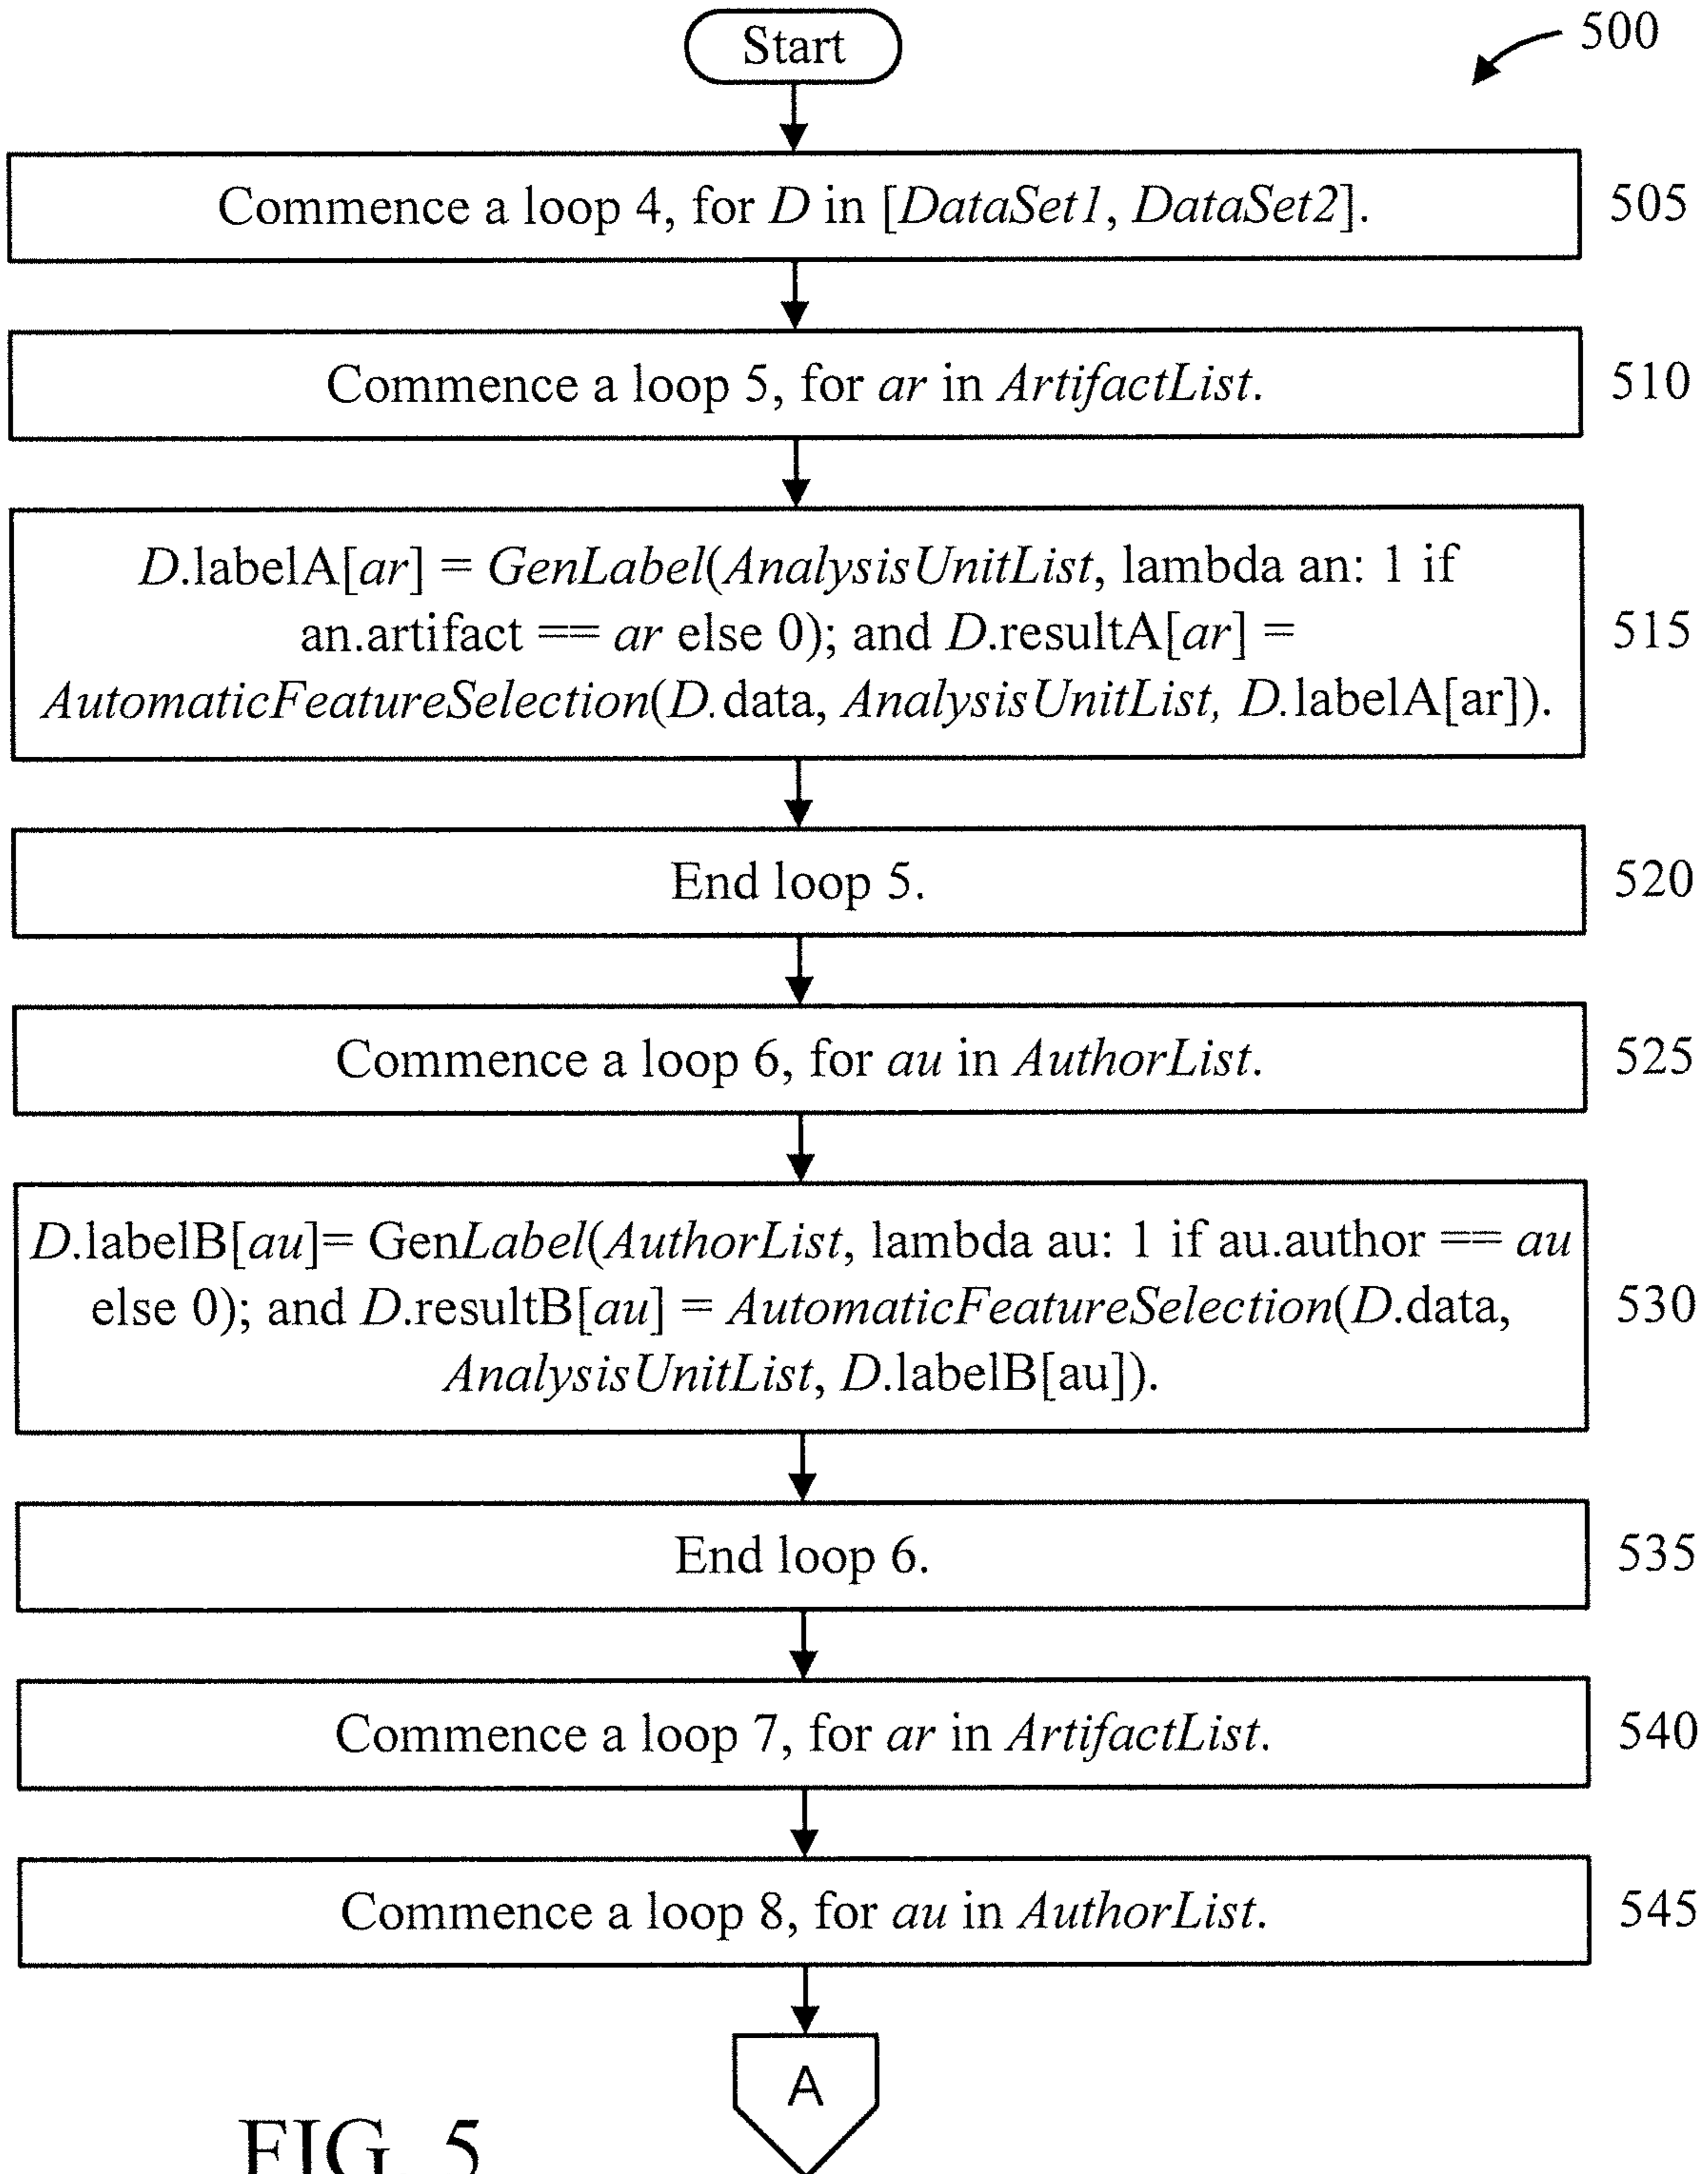 Start
500
Commence a loop 4, for D in [DataSet1, DataSet2].
505
Commence a loop 5, for ar in ArtifactList.
510
D.labelA[ar] = GenLabel(AnalysisUnitList, lambda an: 1 if
an.artifact == ar else 0); and D.resultA[ar] =
AutomaticFeatureSelection(D.data, AnalysisUnitList, D.labelA[ar]).
515
End loop 5.
520
Commence a loop 6, for au in AuthorList.
525
D.labelB[au]= GenLabel(AuthorList, lambda au: 1 if au.author == au
else 0); and D.resultB[au] = AutomaticFeatureSelection(D.data,
AnalysisUnitList, D.labelB[au]).
530
End loop 6.
535
Commence a loop 7, for ar in ArtifactList.
540
Commence a loop 8, for au in AuthorList.
545
A
FIG. 5